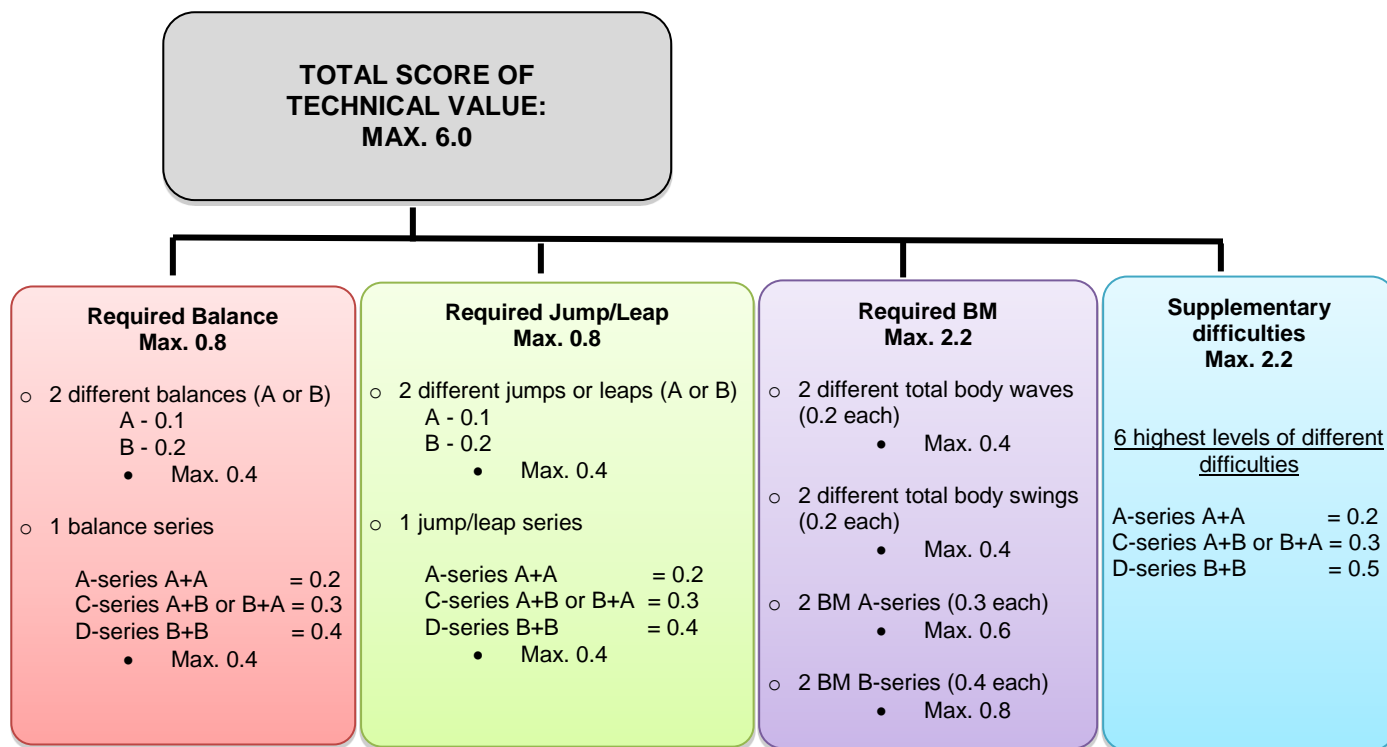 TOTAL SCORE OF
TECHNICAL VALUE:
MAX. 6.0
Required Balance
Max. 0.8
o 2 different balances (A or B)
A - 0.1
B - 0.2
• Max. 0.4
o 1 balance series
A-series A+A = 0.2
C-series A+B or B+A = 0.3
D-series B+B = 0.4
• Max. 0.4
Required Jump/Leap
Max. 0.8
o 2 different jumps or leaps (A or B)
A - 0.1
B - 0.2
• Max. 0.4
o 1 jump/leap series
A-series A+A = 0.2
C-series A+B or B+A = 0.3
D-series B+B = 0.4
• Max. 0.4
Required BM
Max. 2.2
o 2 different total body waves
(0.2 each)
• Max. 0.4
o 2 different total body swings
(0.2 each)
• Max. 0.4
o 2 BM A-series (0.3 each)
• Max. 0.6
o 2 BM B-series (0.4 each)
• Max. 0.8
Supplementary
difficulties
Max. 2.2
6 highest levels of different
difficulties
A-series A+A = 0.2
C-series A+B or B+A = 0.3
D-series B+B = 0.5